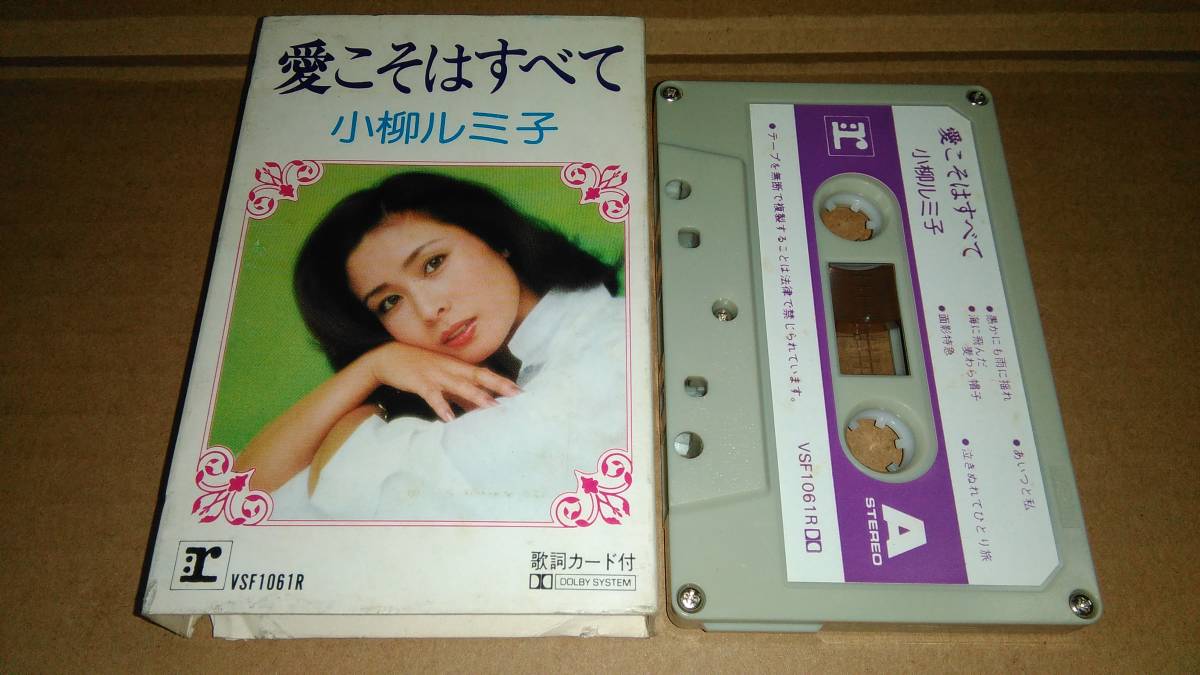 愛こそはすべて
小柳ルミ子
r
VSF1061R
歌詞カード付
DOLBY SYSTEM
愛こそはすべて
小柳ルミ子
●愚かにも雨に揺れ
●海に飛んだ
麦わら帽子
●面影特急
●あいつと私
●泣きぬれてひとり旅
r
●テープを無断で複製することは法律で禁じられています。
VSF1061R
A
STEREO